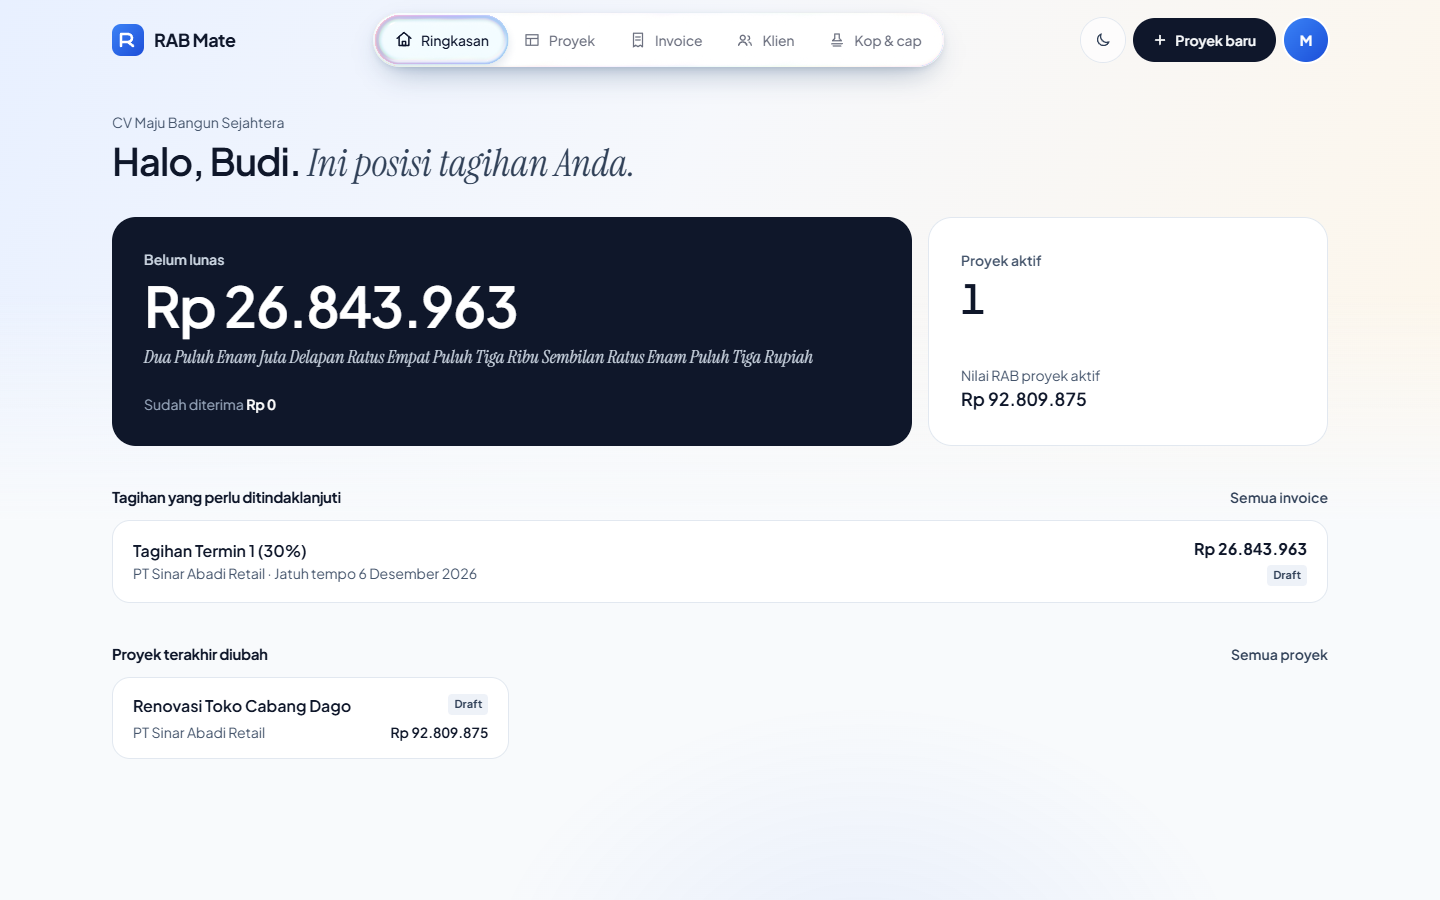 RAB Mate
Ringkasan
Proyek
Invoice
Klien
Kop & cap
Proyek baru
M
CV Maju Bangun Sejahtera
Halo, Budi. Ini posisi tagihan Anda.
Belum lunas
Rp 26.843.963
Dua Puluh Enam Juta Delapan Ratus Empat Puluh Tiga Ribu Sembilan Ratus Enam Puluh Tiga Rupiah
Sudah diterima Rp 0
Proyek aktif
1
Nilai RAB proyek aktif
Rp 92.809.875
Tagihan yang perlu ditindaklanjuti
Semua invoice
Tagihan Termin 1 (30%)
Rp 26.843.963
PT Sinar Abadi Retail · Jatuh tempo 6 Desember 2026
Draft
Proyek terakhir diubah
Semua proyek
Renovasi Toko Cabang Dago
Draft
PT Sinar Abadi Retail
Rp 92.809.875